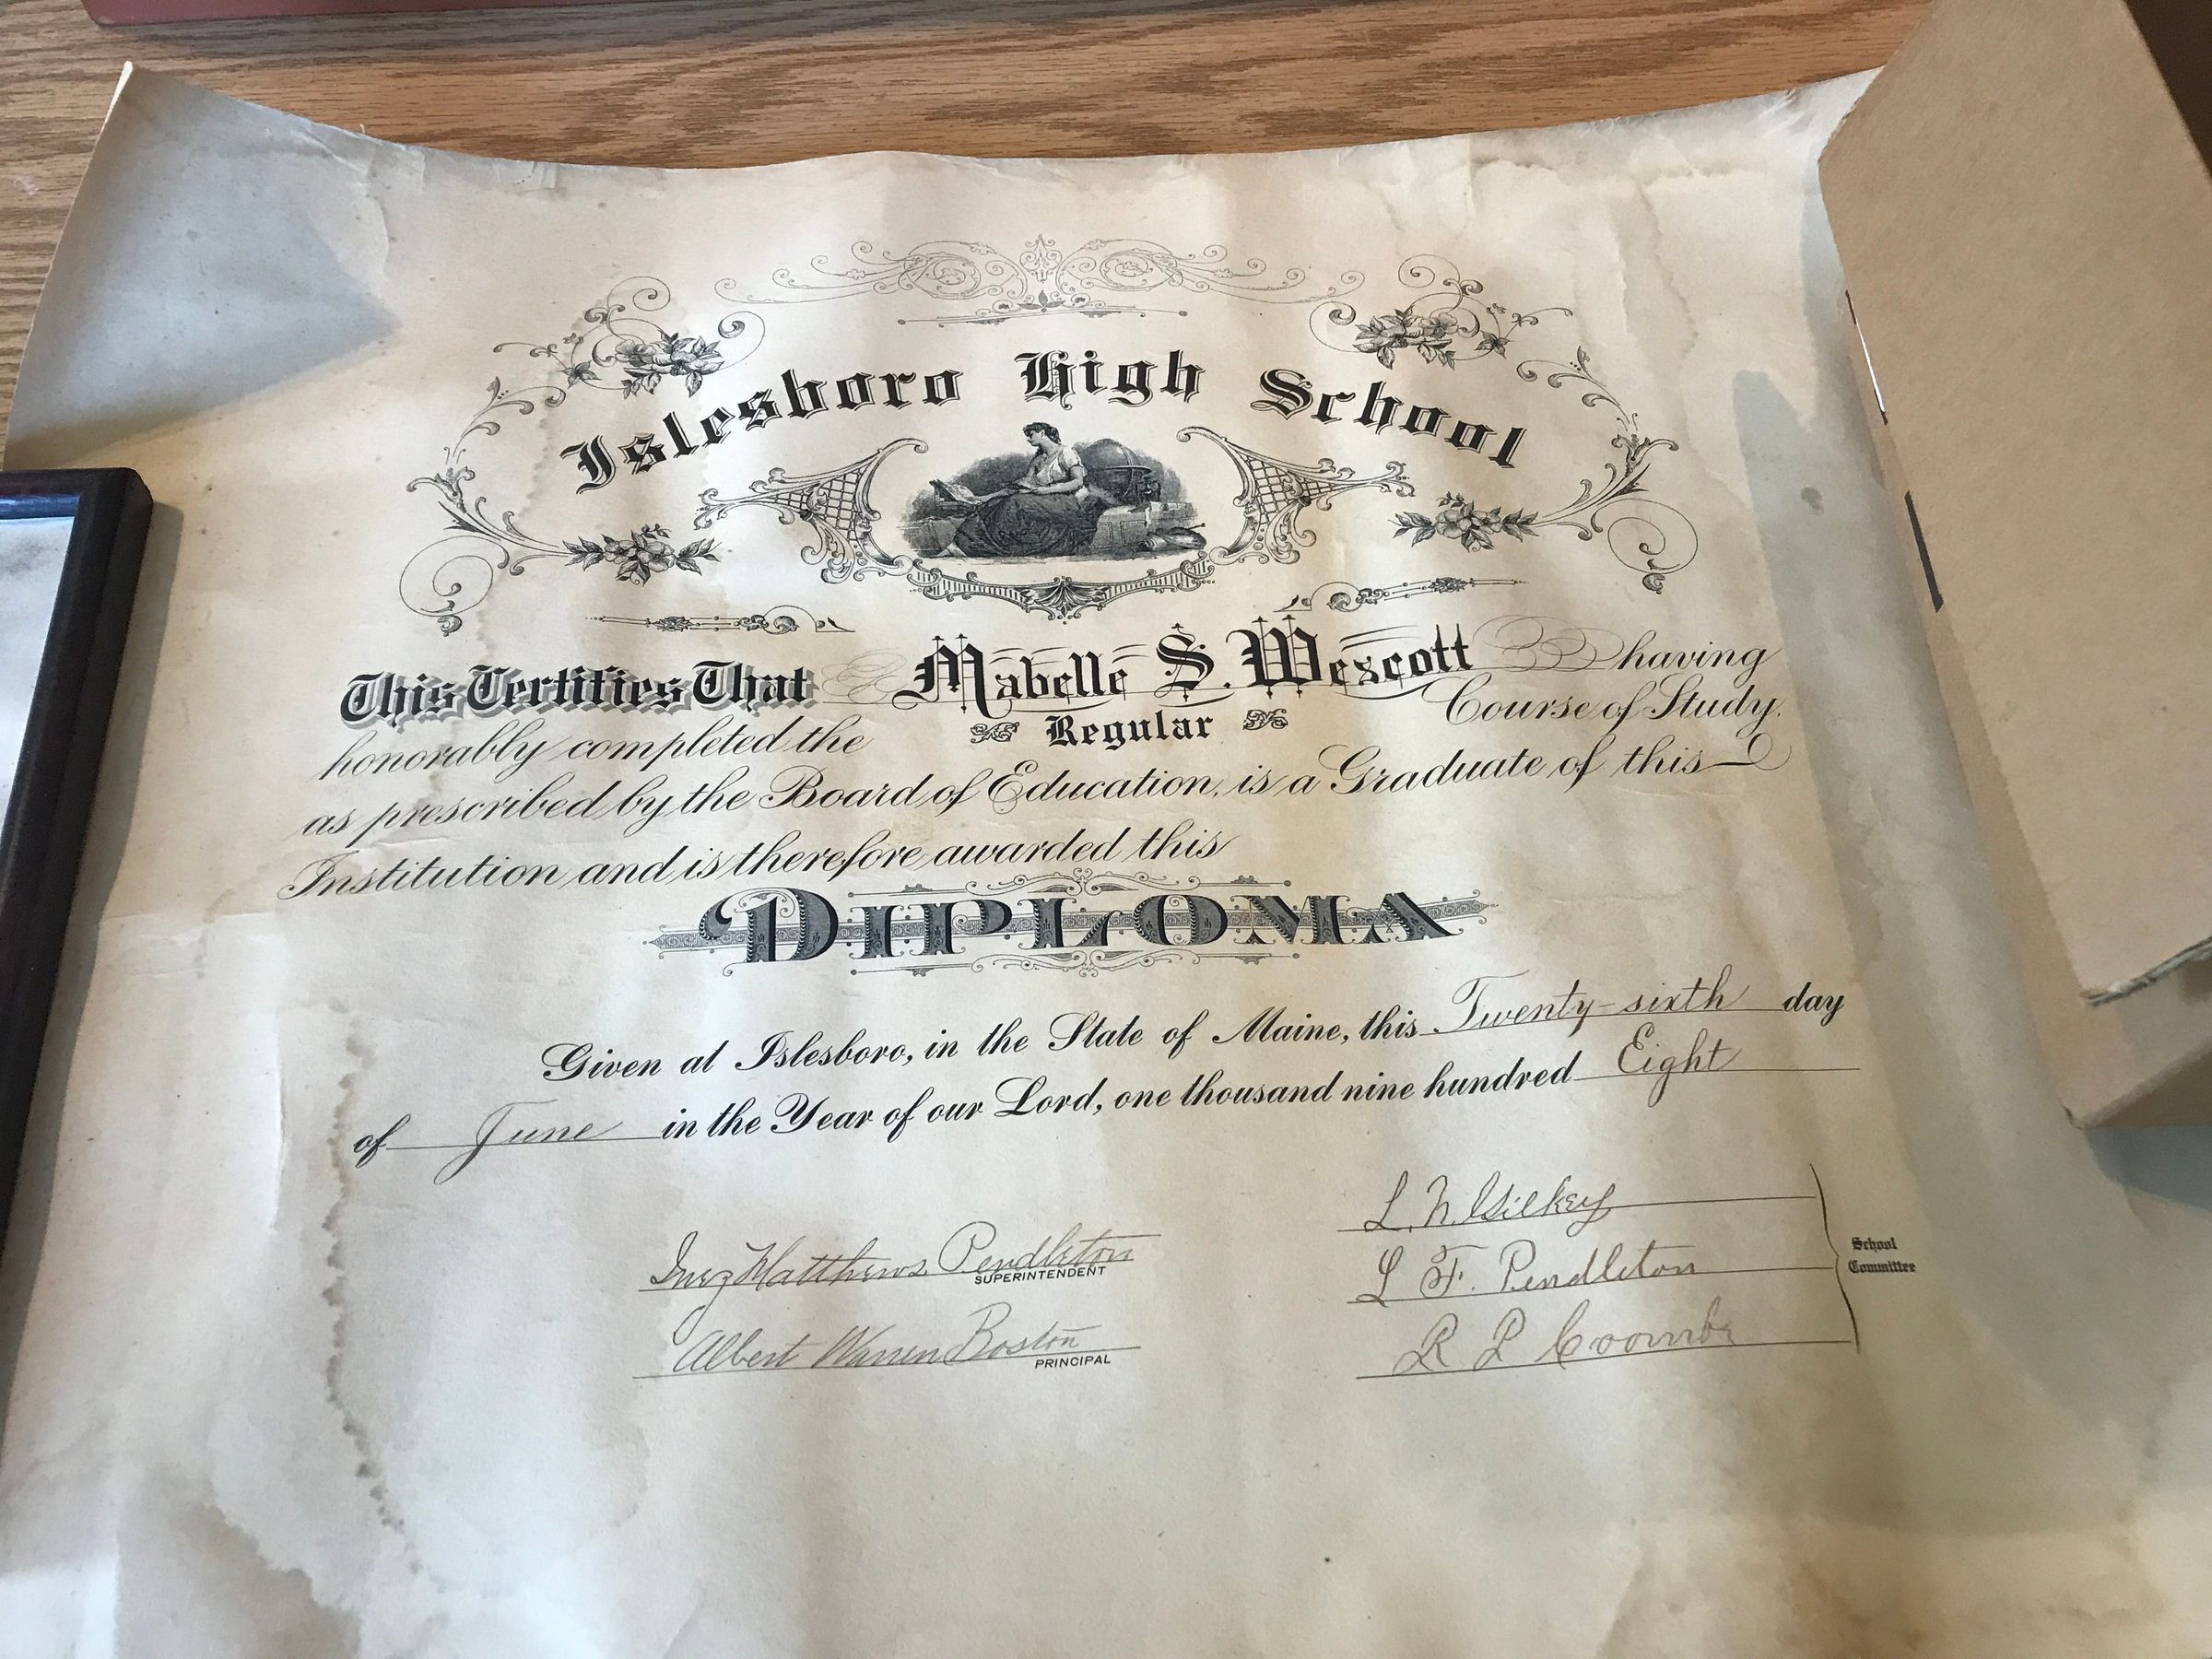 Islesboro High School
This Certifies That Mabelle S. Wescott having
honorably completed the Regular Course of Study.
as prescribed by the Board of Education, is a Graduate of this
Institution and is therefore awarded this
DIPLOMA
Given at Islesboro, in the State of Maine, this Twenty-sixth day
of June in the Year of our Lord, one thousand nine hundred Eight
Inez Matthews Pendleton
SUPERINTENDENT
Albert Warren Boston
PRINCIPAL
L. N. Gilkey
L F. Pendleton
R P Coombs
School
Committee